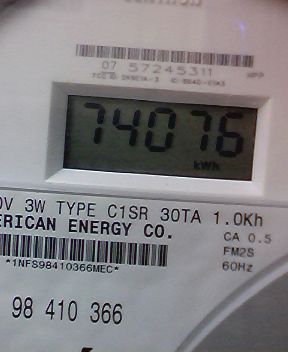 07 57245311
74076
kWh
0V 3W TYPE C1SR 30TA 1.0Kh
ERICAN ENERGY CO.
CA 0.5
FM2S
*1NFS98410366MEC*
60Hz
98 410 366